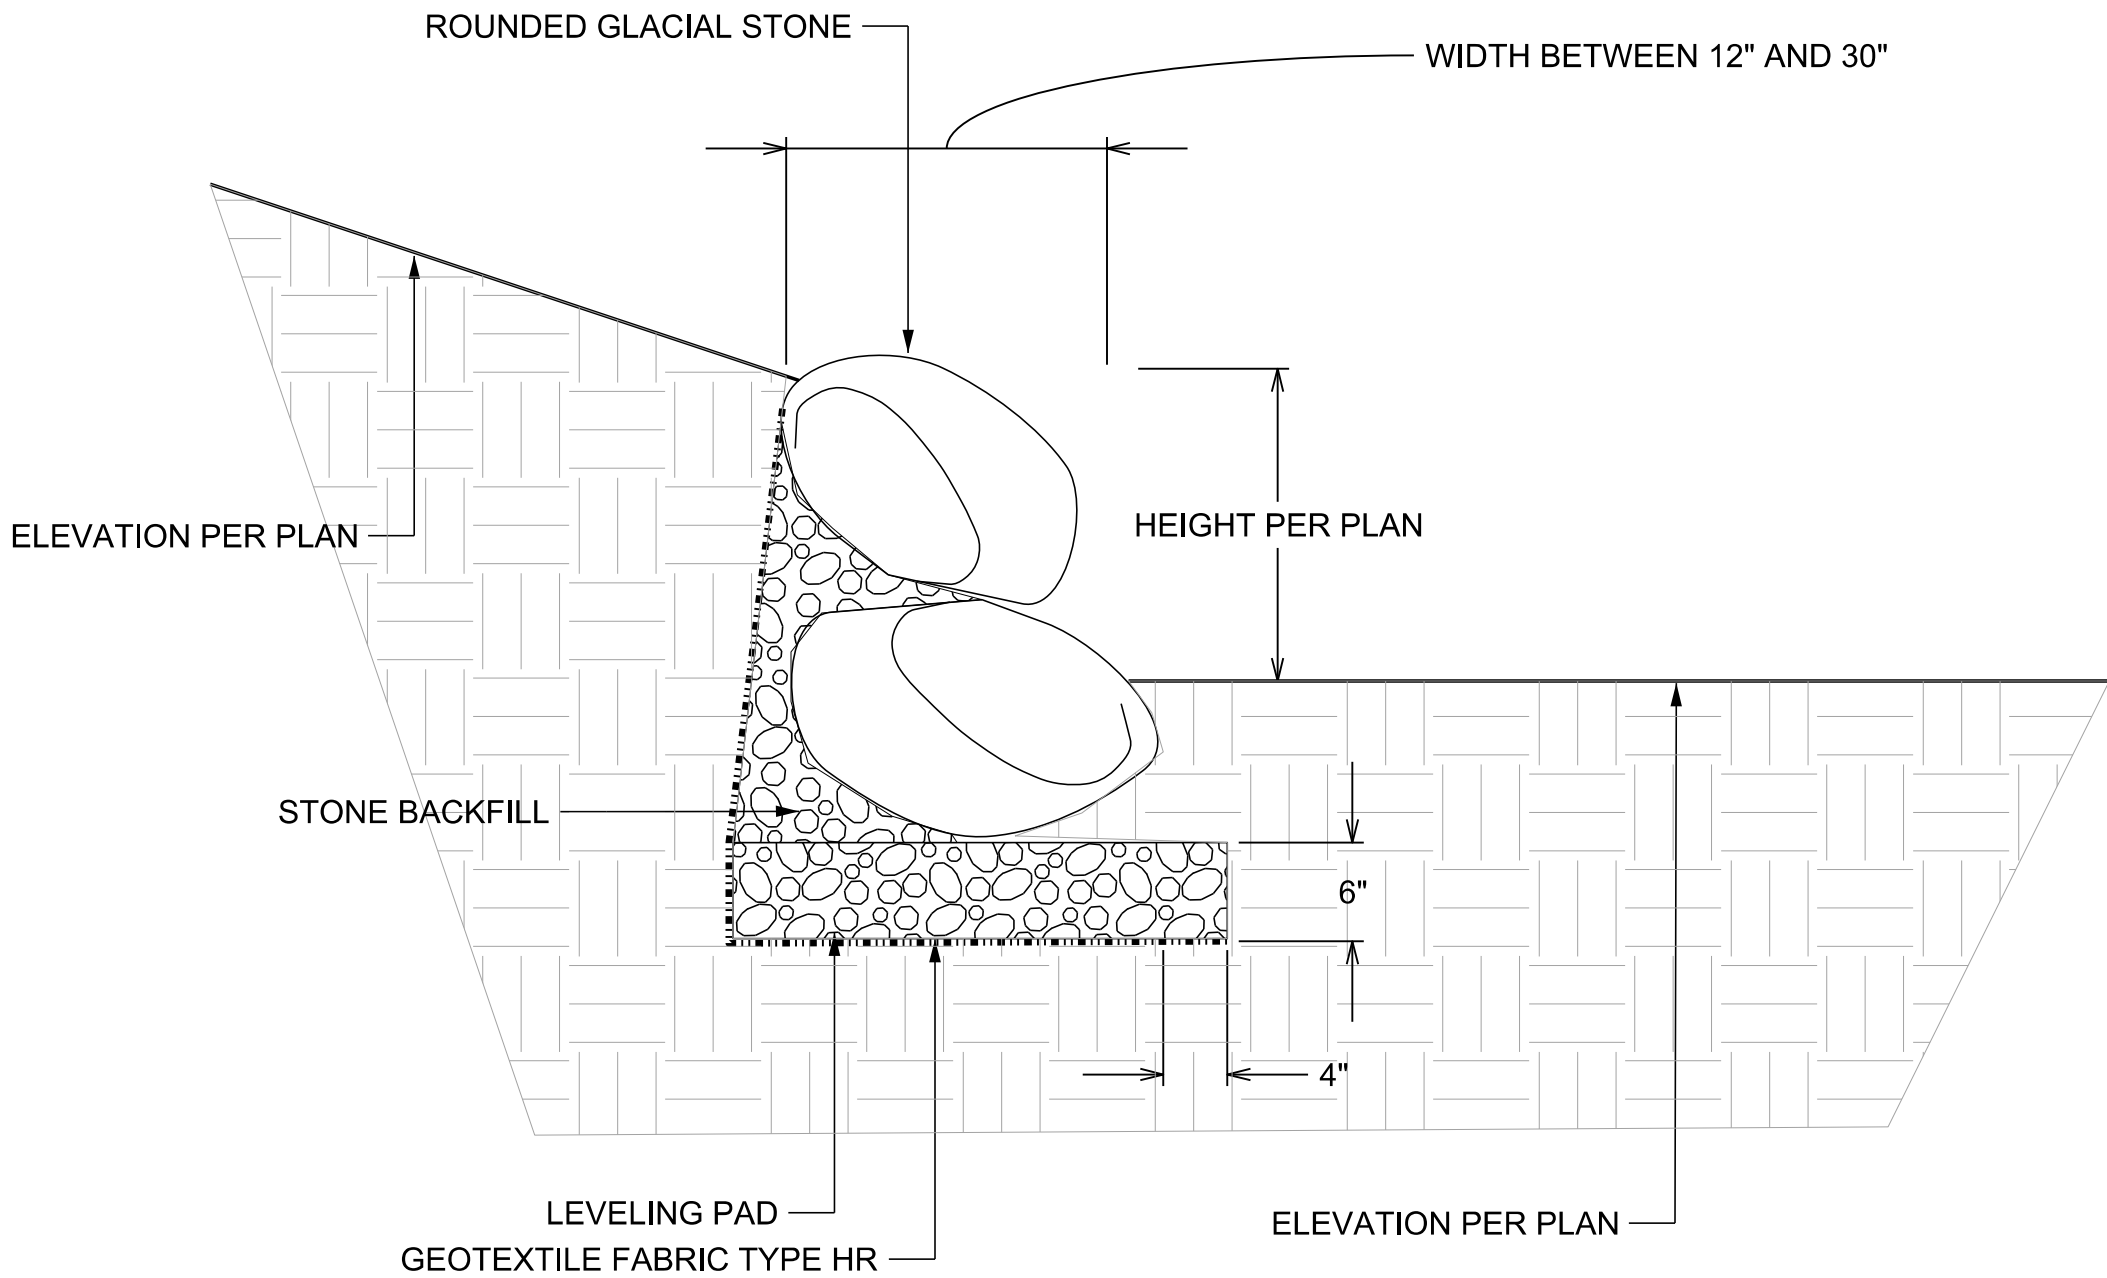 ROUNDED GLACIAL STONE
WIDTH BETWEEN 12" AND 30"
HEIGHT PER PLAN
ELEVATION PER PLAN
STONE BACKFILL
6"
4"
LEVELING PAD
ELEVATION PER PLAN
GEOTEXTILE FABRIC TYPE HR